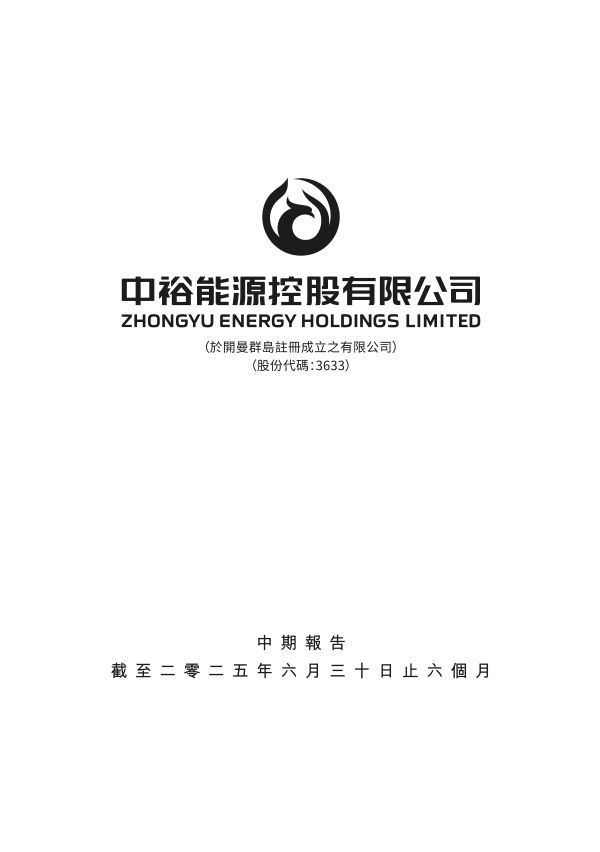 中裕能源控股有限公司
ZHONGYU ENERGY HOLDINGS LIMITED
（於開曼群島註冊成立之有限公司）
（股份代碼：3633）
中期報告
截至二零二五年六月三十日止六個月